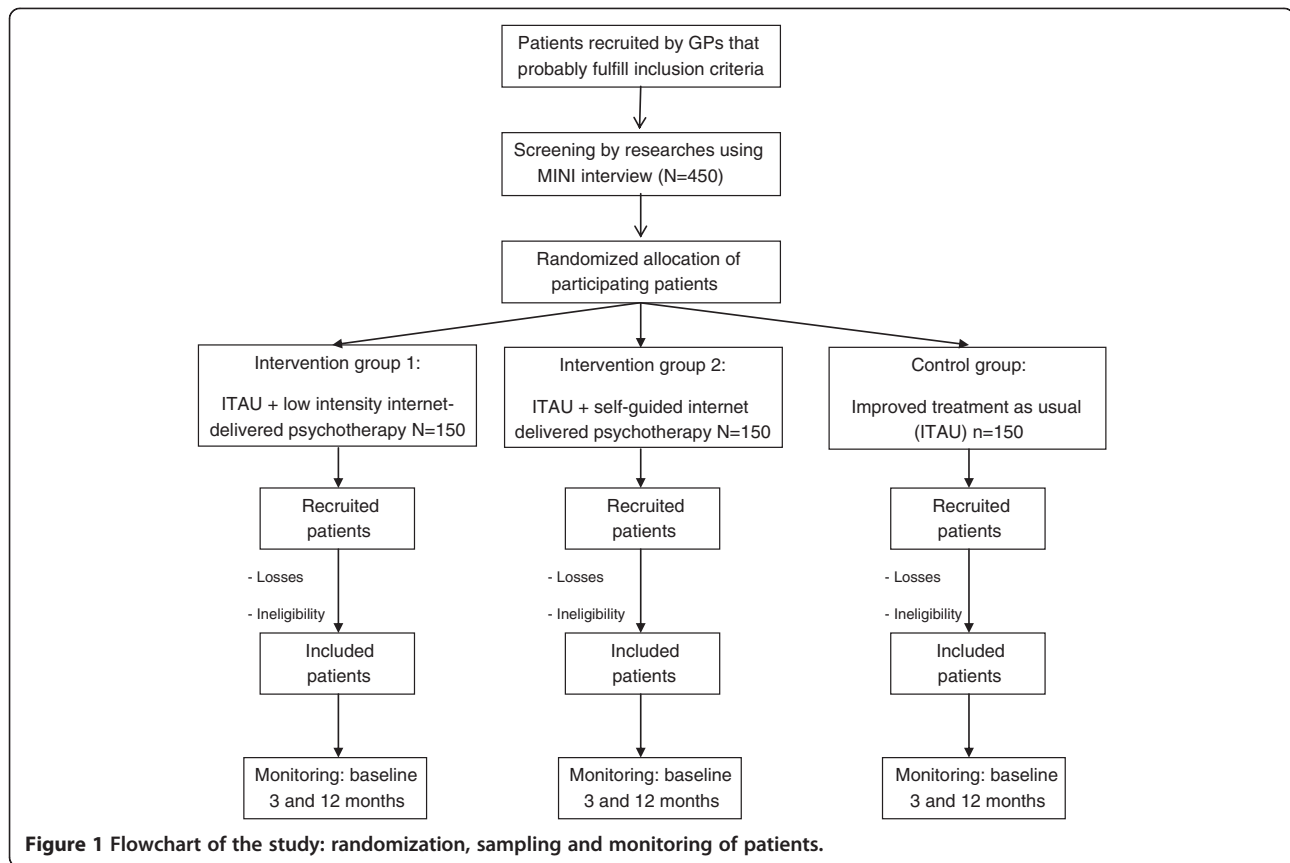 Patients recruited by GPs that
probably fulfill inclusion criteria
Screening by researches using
MINI interview (N=450)
Randomized allocation of
participating patients
Intervention group 1:
ITAU + low intensity internet-
delivered psychotherapy N=150
Intervention group 2:
ITAU + self-guided internet
delivered psychotherapy N=150
Control group:
Improved treatment as usual
(ITAU) n=150
Recruited
patients
Recruited
patients
Recruited
patients
- Losses
- Ineligibility
- Losses
- Ineligibility
- Losses
- Ineligibility
Included
patients
Included
patients
Included
patients
Monitoring: baseline
3 and 12 months
Monitoring: baseline
3 and 12 months
Monitoring: baseline
3 and 12 months
Figure 1 Flowchart of the study: randomization, sampling and monitoring of patients.